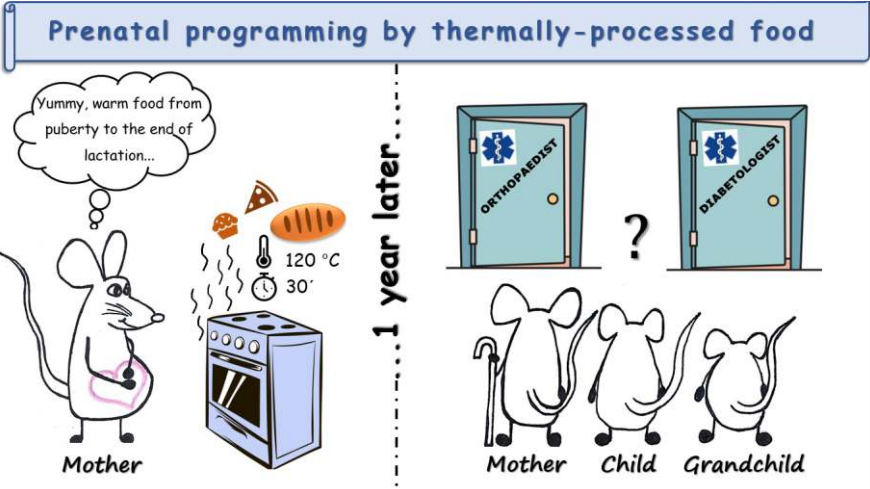 Prenatal programming by thermally-processed food
Yummy, warm food from
puberty to the end of
lactation...
120 °C
30´
Mother
...1 year later...
ORTHOPAEDIST
?
DIABETOLOGIST
Mother Child Grandchild